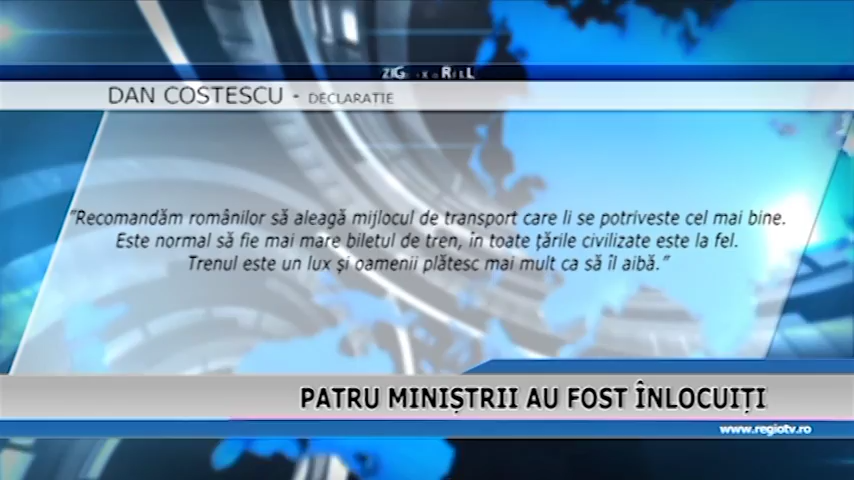 DAN COSTESCU - DECLARATIE
"Recomandăm românilor să aleagă mijlocul de transport care li se potriveste cel mai bine.
Este normal să fie mai mare biletul de tren, în toate țările civilizate este la fel.
Trenul este un lux și oamenii plătesc mai mult ca să îl aibă."
PATRU MINIȘTRII AU FOST ÎNLOCUIȚI
www.regiotv.ro